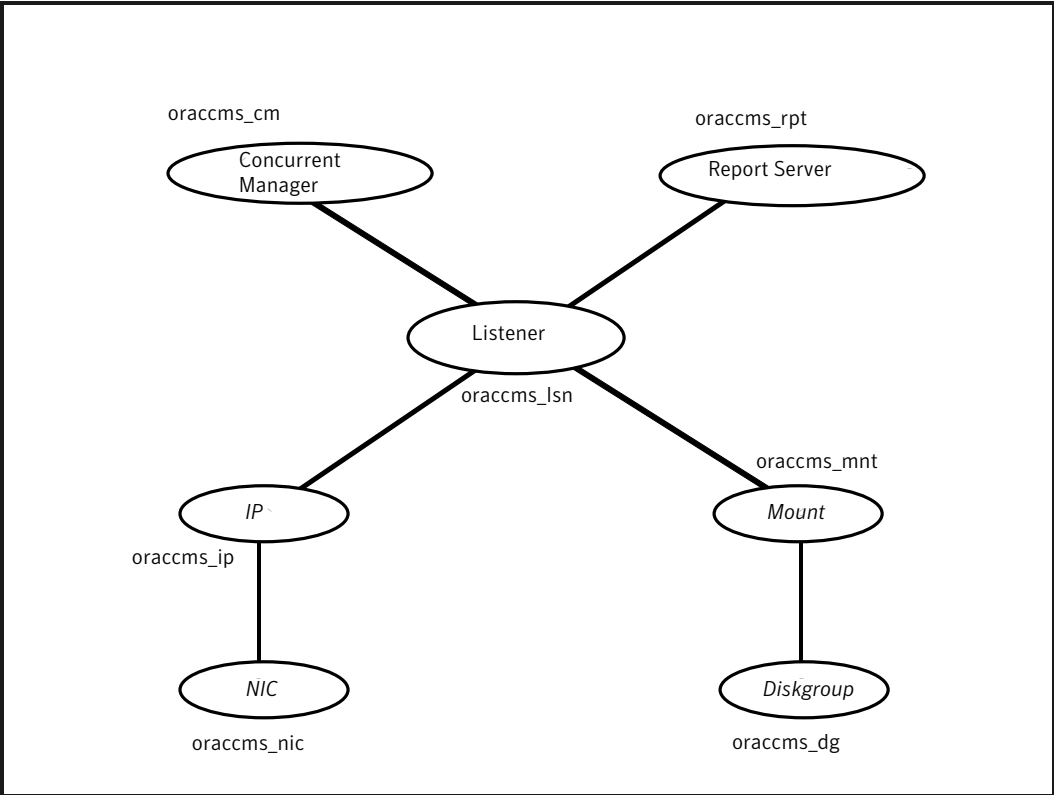 oraccms_cm
oraccms_rpt
Concurrent
Manager
Report Server
Listener
oraccms_lsn
oraccms_mnt
IP
Mount
oraccms_ip
NIC
Diskgroup
oraccms_nic
oraccms_dg